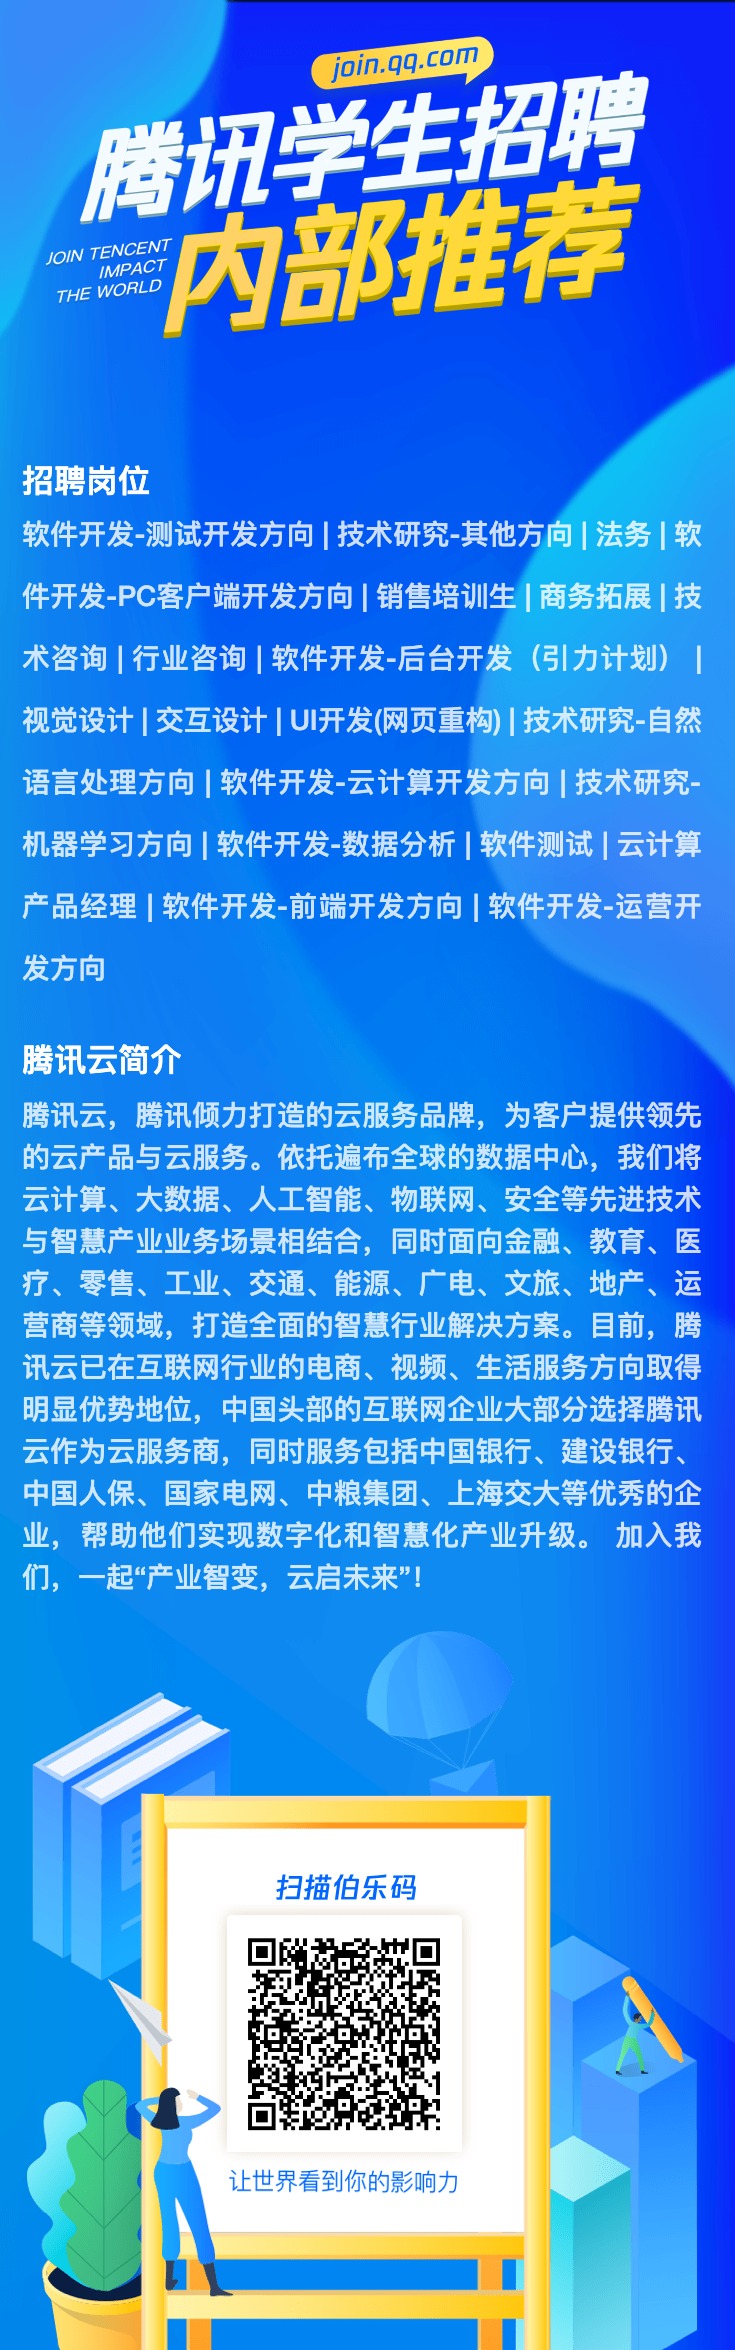 join.qq.com
腾讯学生招聘
内部推荐
JOIN TENCENT
IMPACT
THE WORLD
招聘岗位
软件开发-测试开发方向 | 技术研究-其他方向 | 法务 | 软
件开发-PC客户端开发方向 | 销售培训生 | 商务拓展 | 技
术咨询 | 行业咨询 | 软件开发-后台开发（引力计划） |
视觉设计 | 交互设计 | UI开发(网页重构) | 技术研究-自然
语言处理方向 | 软件开发-云计算开发方向 | 技术研究-
机器学习方向 | 软件开发-数据分析 | 软件测试 | 云计算
产品经理 | 软件开发-前端开发方向 | 软件开发-运营开
发方向
腾讯云简介
腾讯云，腾讯倾力打造的云服务品牌，为客户提供领先
的云产品与云服务。依托遍布全球的数据中心，我们将
云计算、大数据、人工智能、物联网、安全等先进技术
与智慧产业业务场景相结合，同时面向金融、教育、医
疗、零售、工业、交通、能源、广电、文旅、地产、运
营商等领域，打造全面的智慧行业解决方案。目前，腾
讯云已在互联网行业的电商、视频、生活服务方向取得
明显优势地位，中国头部的互联网企业大部分选择腾讯
云作为云服务商，同时服务包括中国银行、建设银行、
中国人保、国家电网、中粮集团、上海交大等优秀的企
业，帮助他们实现数字化和智慧化产业升级。 加入我
们，一起“产业智变，云启未来”！
扫描伯乐码
让世界看到你的影响力